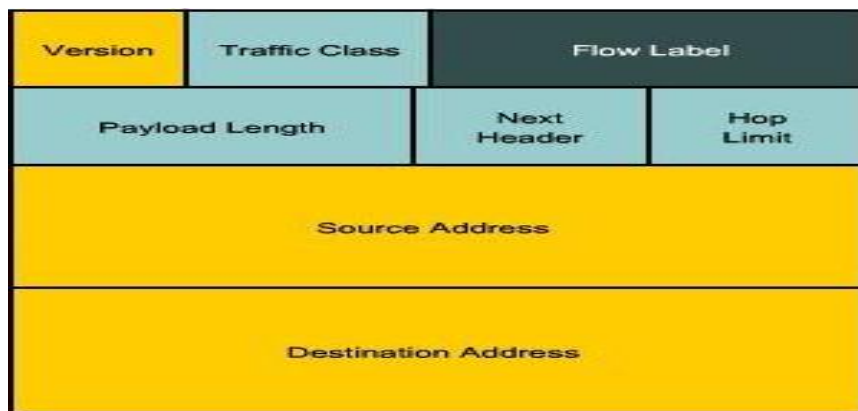 Version
Traffic Class
Flow Label
Payload Length
Next
Header
Hop
Limit
Source Address
Destination Address